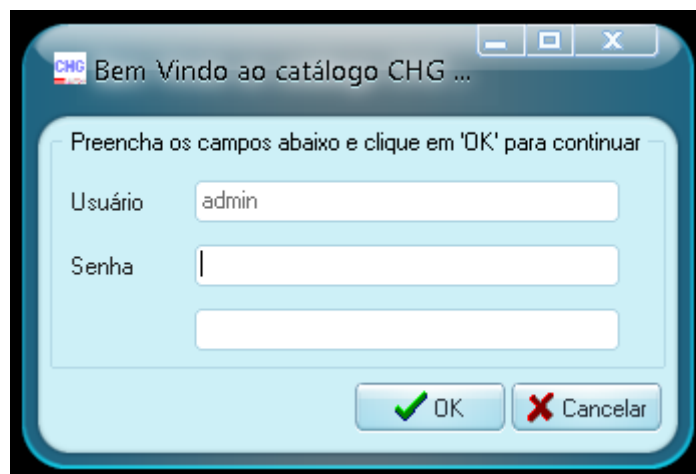 CHG Bem Vindo ao catálogo CHG ...
Preencha os campos abaixo e clique em 'OK' para continuar
Usuário admin
Senha
OK Cancelar